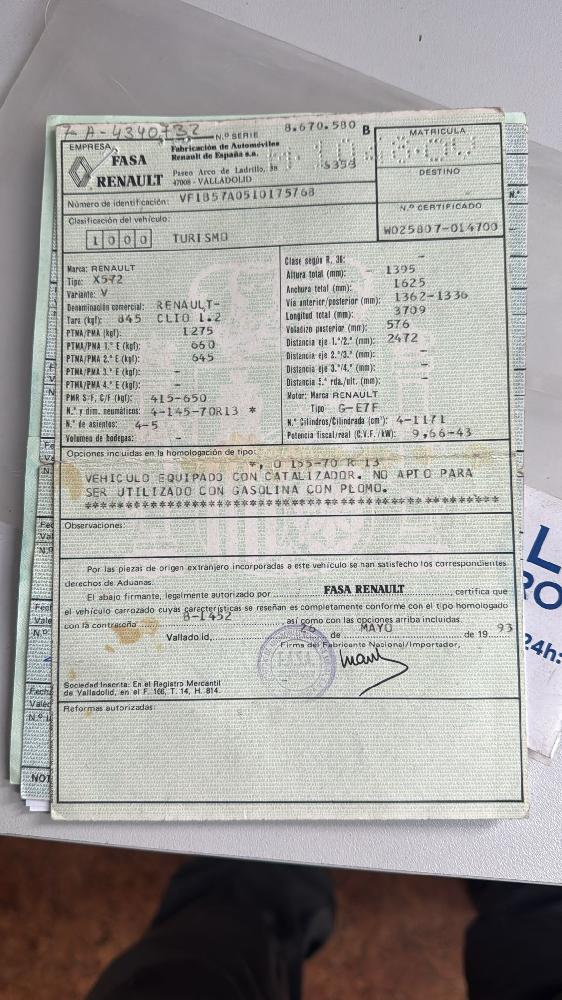 7-A-4340732 N.º SERIE 8.670.580 B
EMPRESA
FASA
RENAULT
Fabricación de Automóviles
Renault de España s.a.
Paseo Arco de Ladrillo, 58
47008 - VALLADOLID
5358
MATRICULA
DESTINO
N.º CERTIFICADO
W025807-014700
Número de identificación: VF1857A0510175768
Clasificación del vehículo:
1000 TURISMO
Marca: RENAULT
Tipo: X572
Variante: V
Denominación comercial: RENAULT-
Tara (kgf): 845 CLIO 1.2
PTMA/PMA (kgf): 1275
PTMA/PMA 1.º E (kgf): 660
PTMA/PMA 2.º E (kgf): 645
PTMA/PMA 3.º E (kgf): -
PTMA/PMA 4.º E (kgf): -
PMR S-F, C/F (kgf): 415-650
N.º y dim. neumáticos: 4-145-70R13 *
N.º de asientos: 4-5
Volumen de bodegas: -
Clase según R. 36: -
Altura total (mm): 1395
Anchura total (mm): 1625
Vía anterior/posterior (mm): 1362-1336
Longitud total (mm): 3709
Voladizo posterior (mm): 576
Distancia eje 1.º/2.º (mm): 2472
Distancia eje 2.º/3.º (mm): -
Distancia eje 3.º/4.º (mm): -
Distancia 5.ª rda./ult. (mm): -
Motor: Marca RENAULT
Tipo G-E7F
N.º Cilindros/Cilindrada (cm³): 4-1171
Potencia fiscal/real (C.V.F. /kW): 9,66-43
Opciones incluidas en la homologación de tipo:
*, O 155-70 R 13
VEHICULO EQUIPADO CON CATALIZADOR. NO APTO PARA
SER UTILIZADO CON GASOLINA CON PLOMO.
Observaciones:
Por las piezas de origen extranjero incorporadas a este vehículo se han satisfecho los correspondientes
derechos de Aduanas.
El abajo firmante, legalmente autorizado por FASA RENAULT, certifica que
el vehículo carrozado cuyas características se reseñan es completamente conforme con el tipo homologado
con la contraseña B-1452 así como con las opciones arriba incluidas.
Valladolid, 26 de MAYO de 19 93
Firma del Fabricante Nacional/Importador,
Sociedad Inscrita: En el Registro Mercantil
de Valladolid, en el F. 166, T. 14, H. 814.
Reformas autorizadas:
NOT
L
RO
24h: